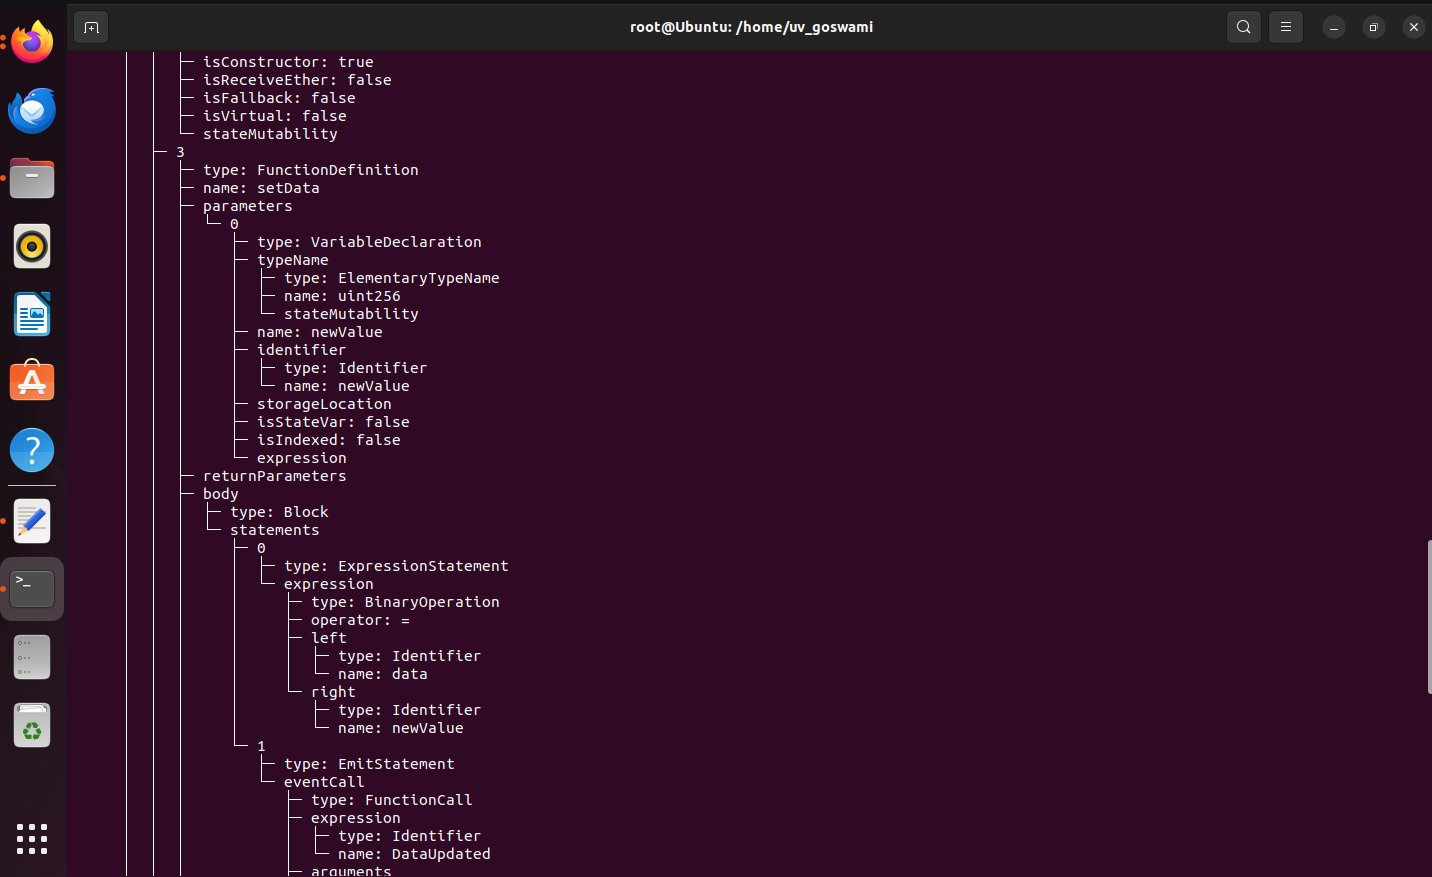 root@Ubuntu: /home/uv_goswami
isConstructor: true
isReceiveEther: false
isFallback: false
isVirtual: false
stateMutability
3
type: FunctionDefinition
name: setData
parameters
0
type: VariableDeclaration
typeName
type: ElementaryTypeName
name: uint256
stateMutability
name: newValue
identifier
type: Identifier
name: newValue
storageLocation
isStateVar: false
isIndexed: false
expression
returnParameters
body
type: Block
statements
0
type: ExpressionStatement
expression
type: BinaryOperation
operator: =
left
type: Identifier
name: data
right
type: Identifier
name: newValue
1
type: EmitStatement
eventCall
type: FunctionCall
expression
type: Identifier
name: DataUpdated
arguments